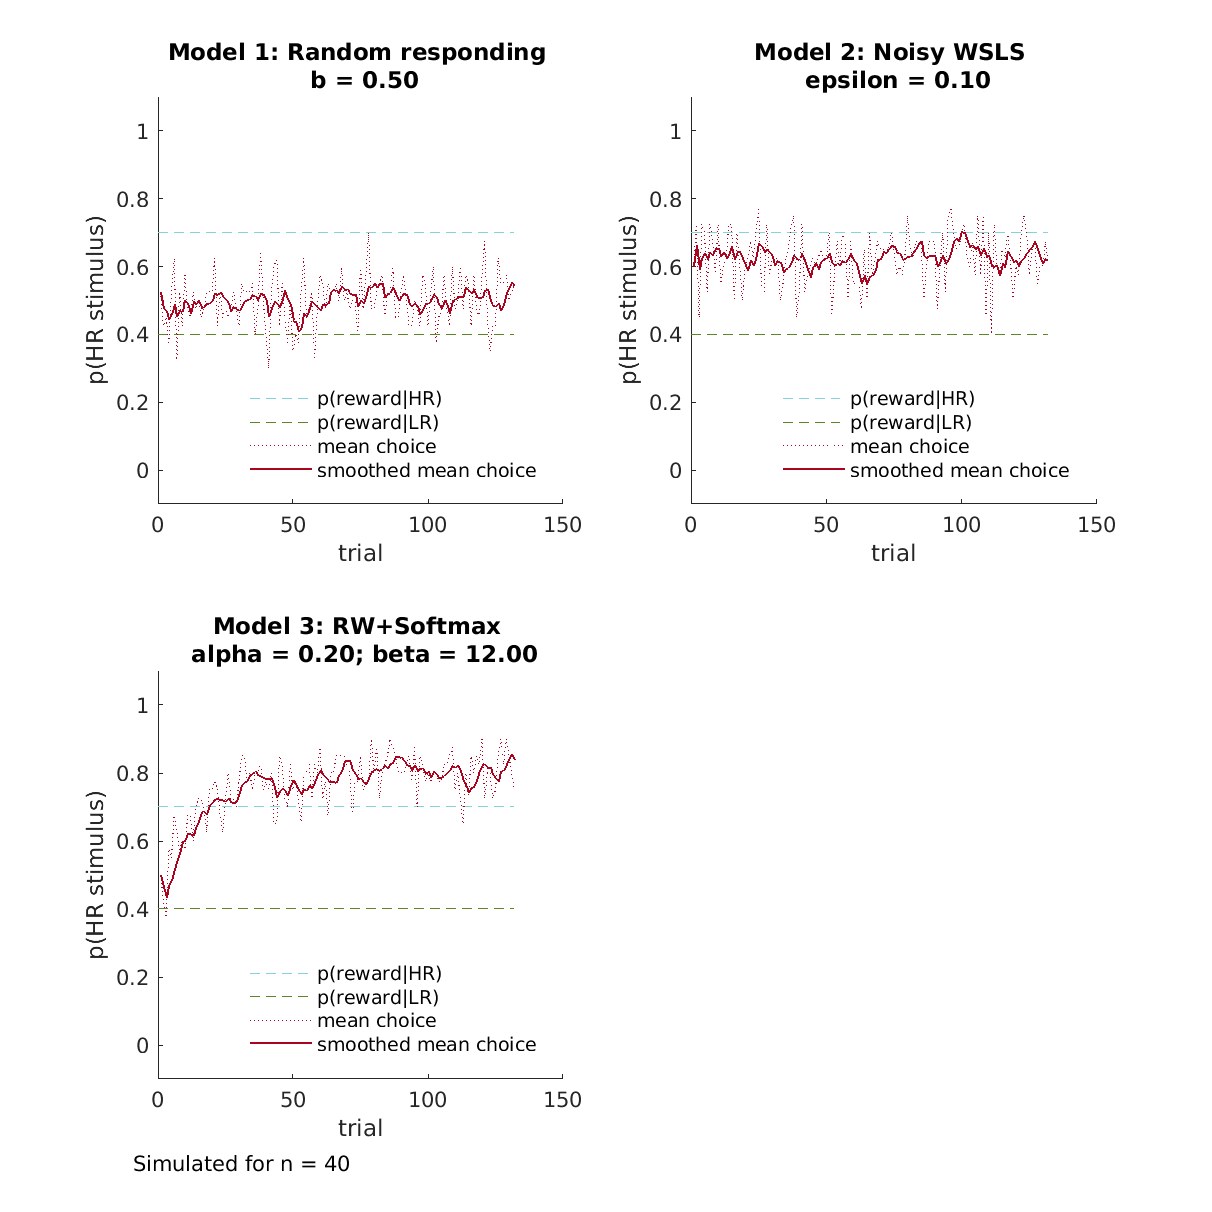 Model 1: Random responding
b = 0.50
p(HR stimulus)
1
0.8
0.6
0.4
0.2
0
p(reward|HR)
p(reward|LR)
mean choice
smoothed mean choice
0 50 100 150
trial
Model 2: Noisy WSLS
epsilon = 0.10
p(HR stimulus)
1
0.8
0.6
0.4
0.2
0
p(reward|HR)
p(reward|LR)
mean choice
smoothed mean choice
0 50 100 150
trial
Model 3: RW+Softmax
alpha = 0.20; beta = 12.00
p(HR stimulus)
1
0.8
0.6
0.4
0.2
0
p(reward|HR)
p(reward|LR)
mean choice
smoothed mean choice
0 50 100 150
trial
Simulated for n = 40